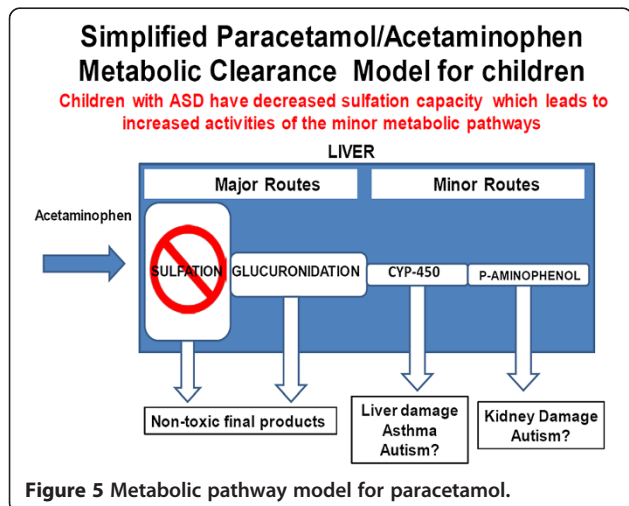 Simplified Paracetamol/Acetaminophen
Metabolic Clearance Model for children
Children with ASD have decreased sulfation capacity which leads to
increased activities of the minor metabolic pathways
LIVER
Major Routes
Minor Routes
Acetaminophen
SULFATION
GLUCURONIDATION
CYP-450
P-AMINOPHENOL
Non-toxic final products
Liver damage
Asthma
Autism?
Kidney Damage
Autism?
Figure 5 Metabolic pathway model for paracetamol.